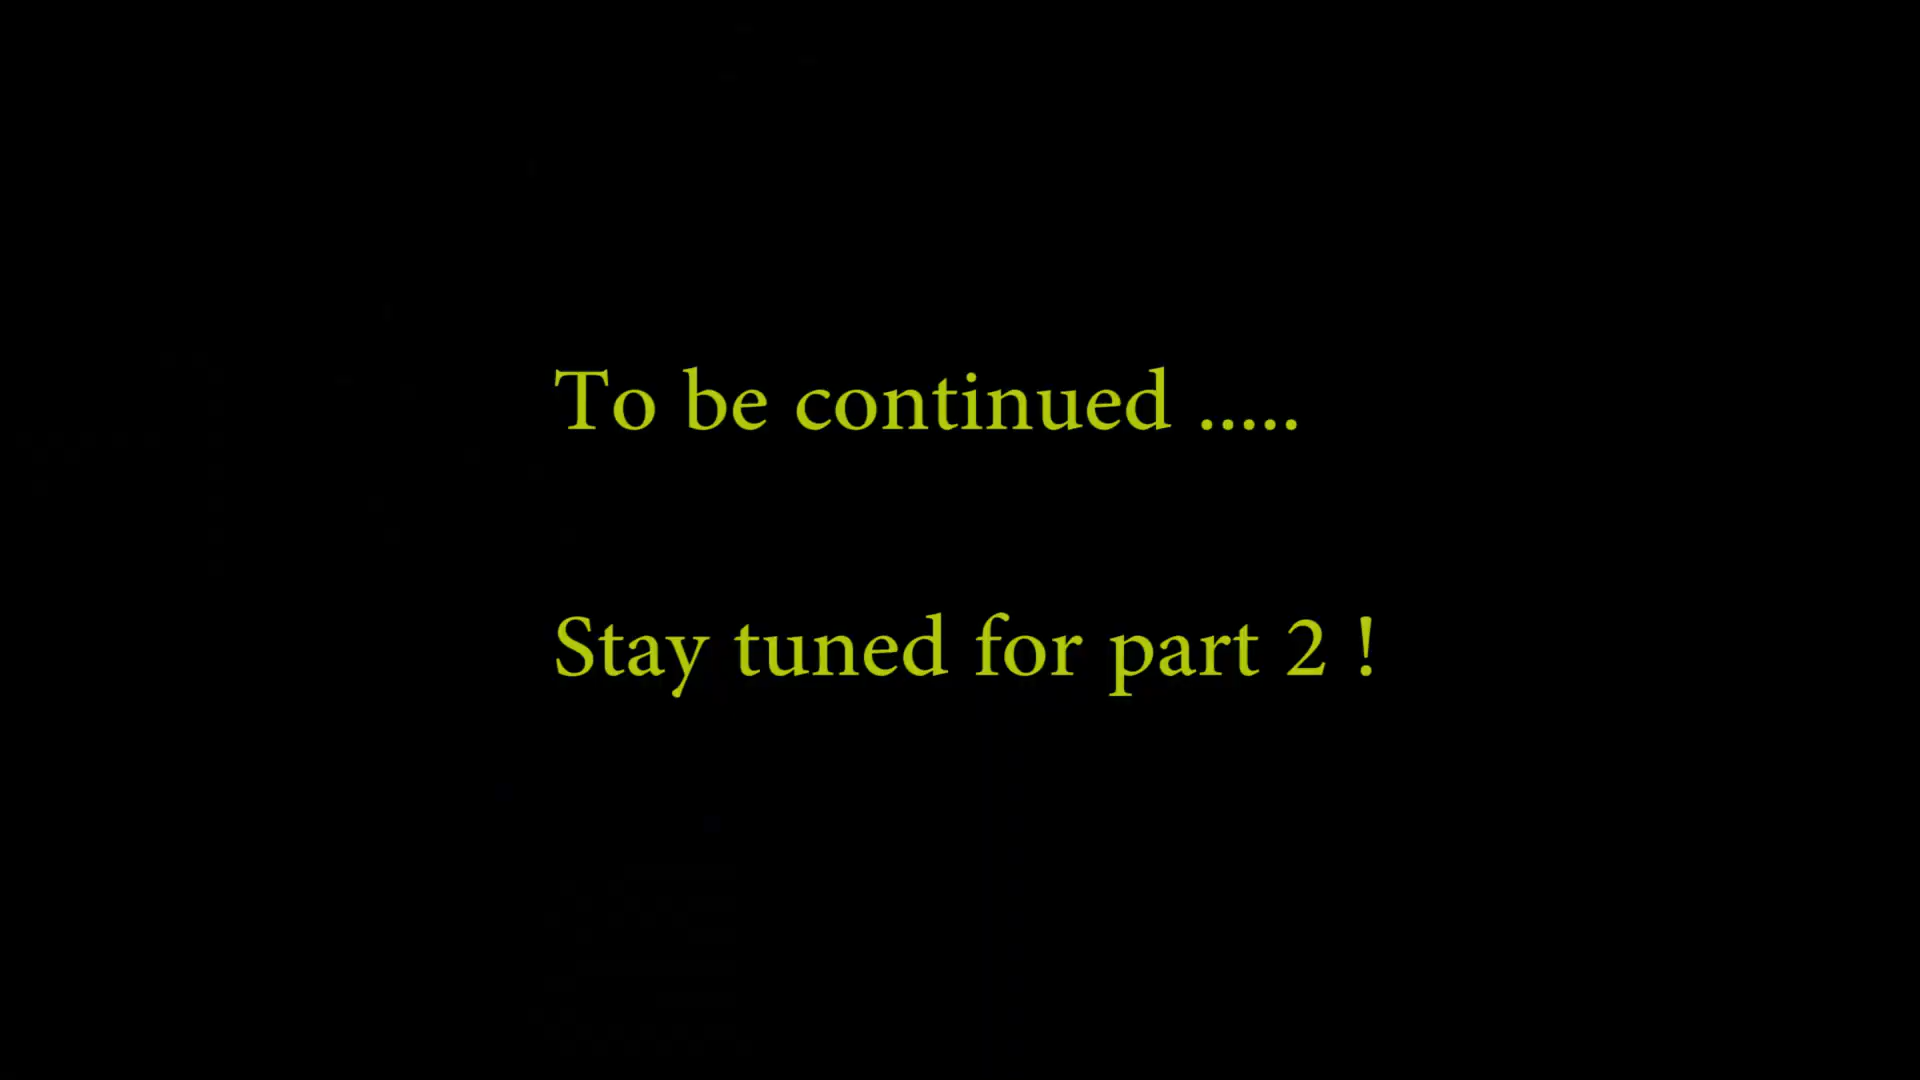 To be continued .....
Stay tuned for part 2 !